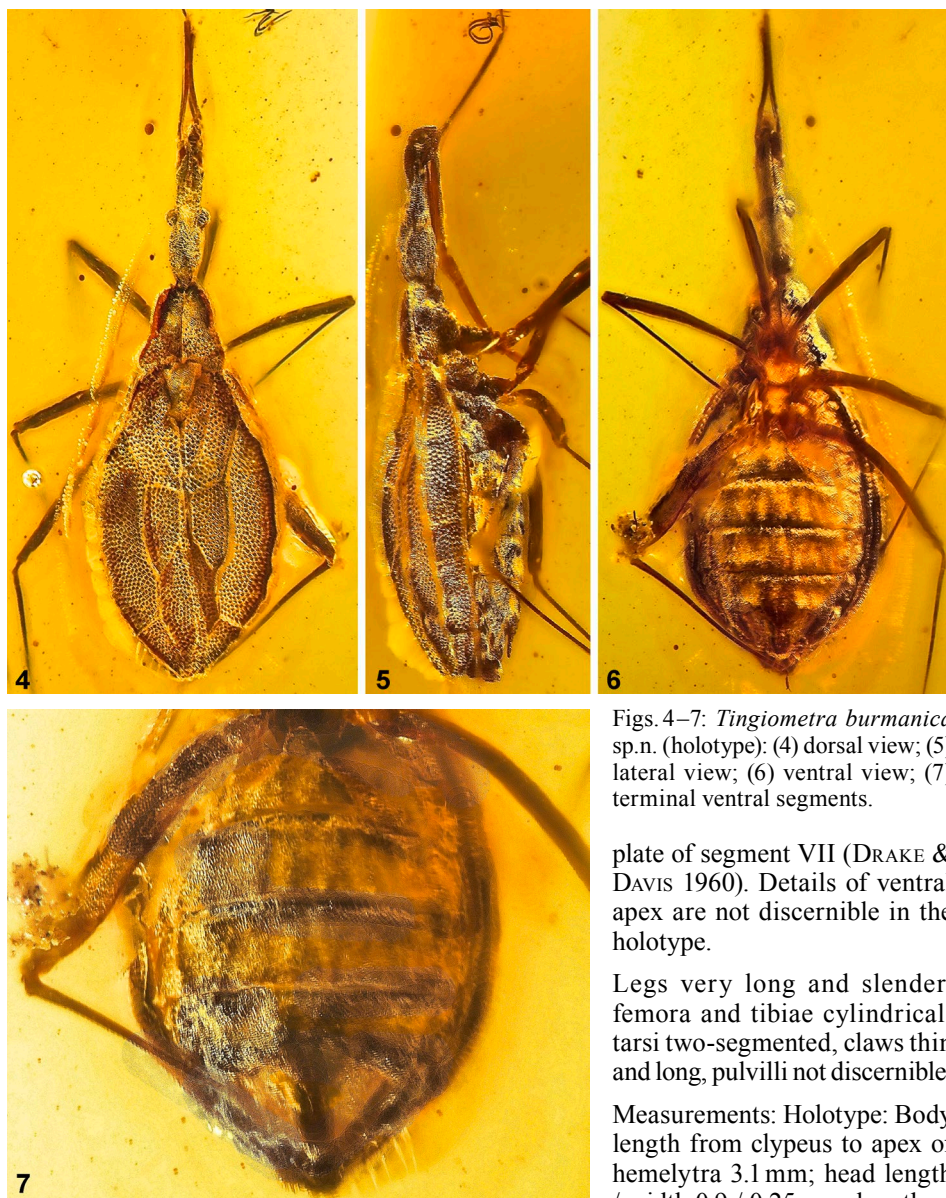 4
5
6
7
Figs. 4–7: Tingiometra burmanica
sp.n. (holotype): (4) dorsal view; (5)
lateral view; (6) ventral view; (7)
terminal ventral segments.
plate of segment VII (DRAKE &
DAVIS 1960). Details of ventral
apex are not discernible in the
holotype.
Legs very long and slender
femora and tibiae cylindrical
tarsi two-segmented, claws thin
and long, pulvilli not discernible
Measurements: Holotype: Body
length from clypeus to apex of
hemelytra 3.1 mm; head length